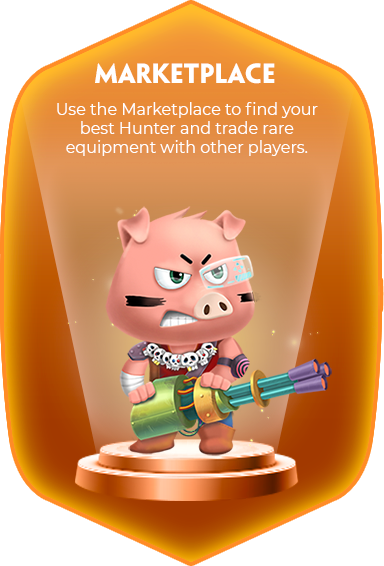 MARKETPLACE
Use the Marketplace to find your
best Hunter and trade rare
equipment with other players.